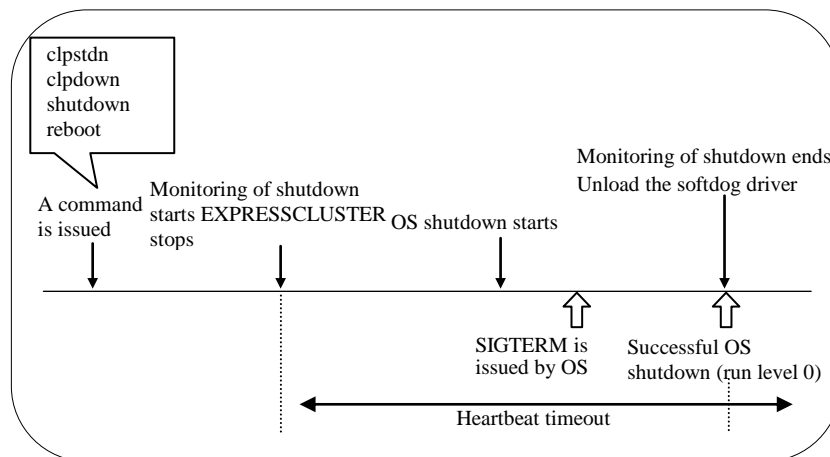 clpstdn
clpdown
shutdown
reboot
A command
is issued
Monitoring of shutdown
starts EXPRESSCLUSTER
stops
OS shutdown starts
Monitoring of shutdown ends
Unload the softdog driver
SIGTERM is
issued by OS
Successful OS
shutdown (run level 0)
Heartbeat timeout